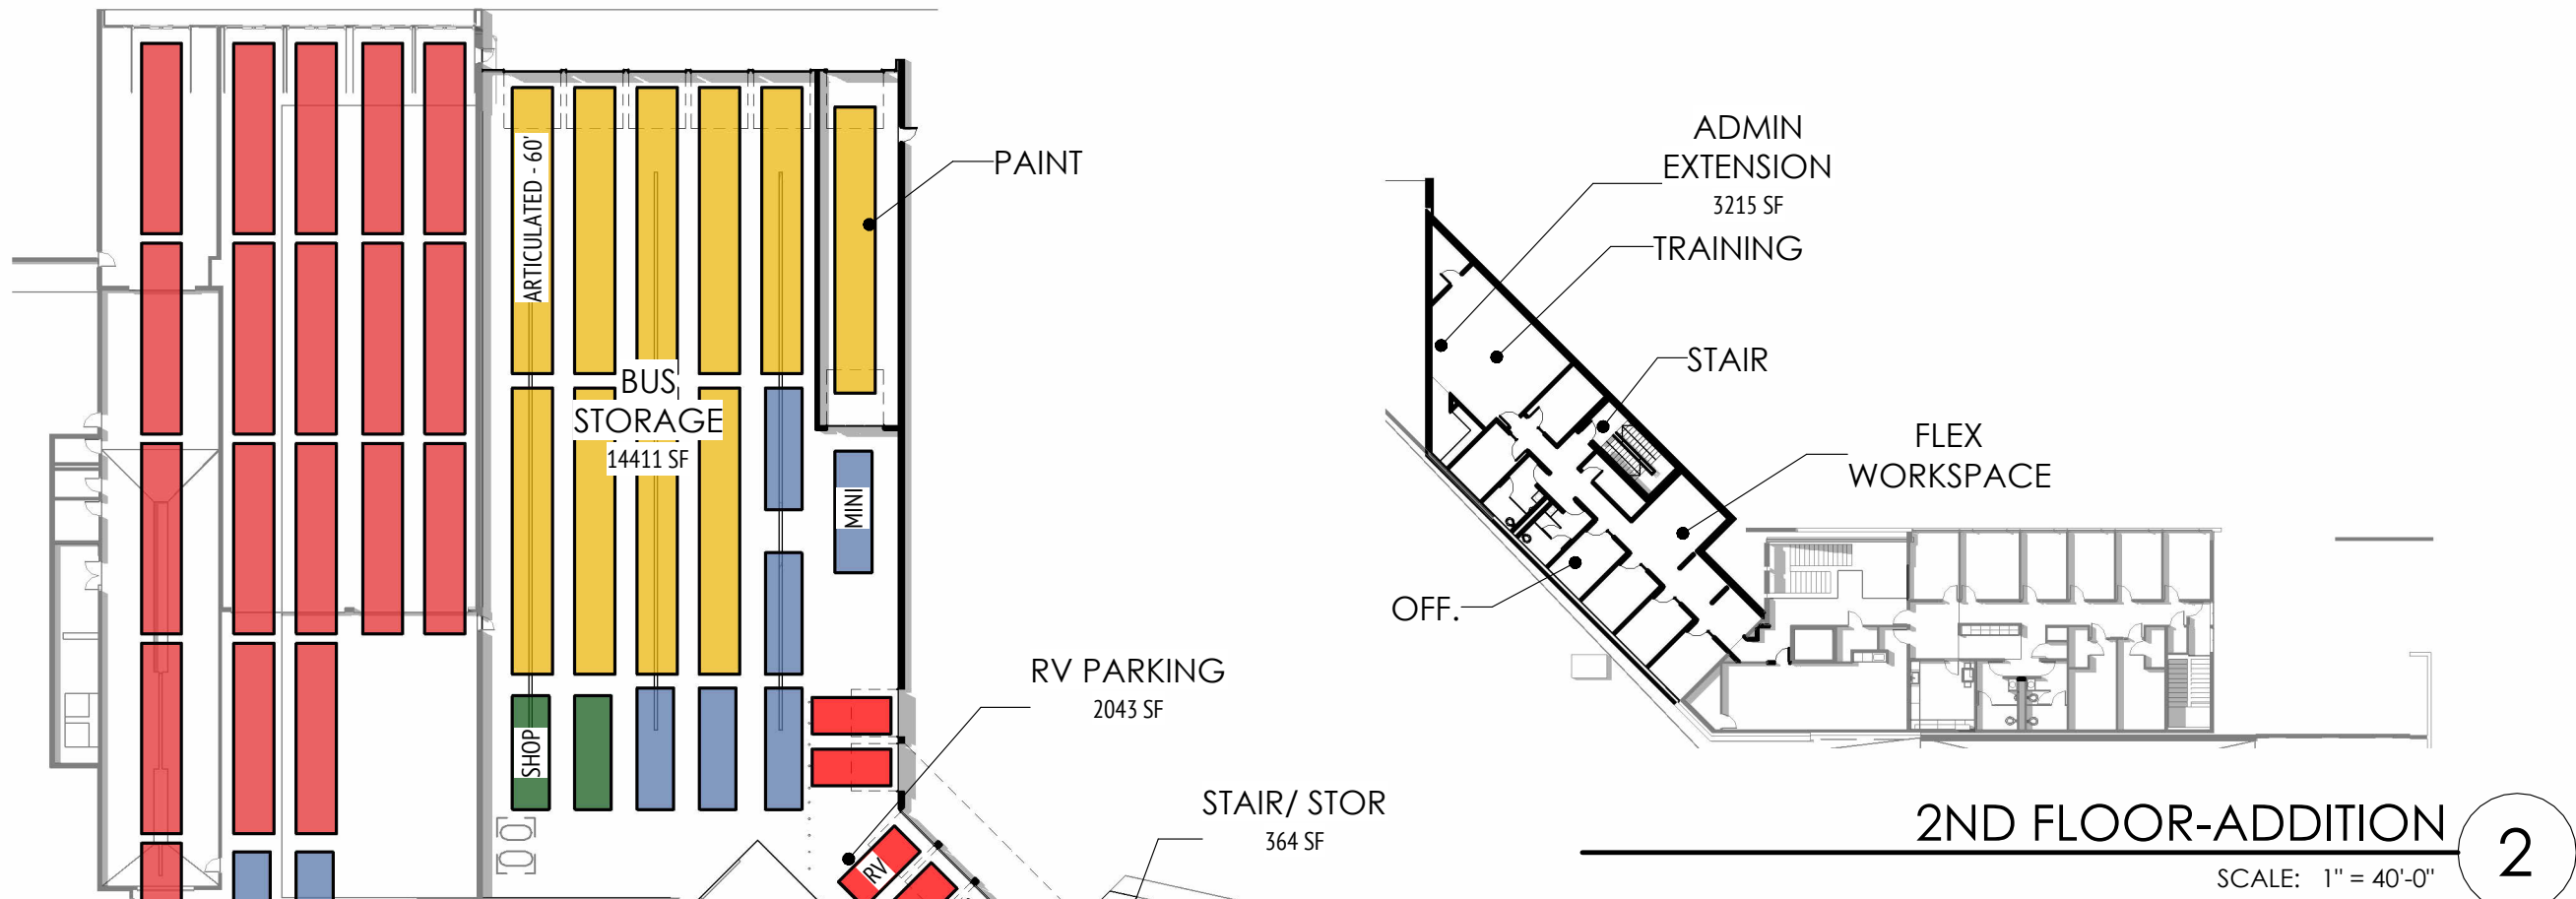 ARTICULATED - 60'
PAINT
BUS
STORAGE
14411 SF
MINI
SHOP
RV PARKING
2043 SF
RV
STAIR/ STOR
364 SF
ADMIN
EXTENSION
3215 SF
TRAINING
STAIR
FLEX
WORKSPACE
OFF.
2ND FLOOR-ADDITION
2
SCALE: 1" = 40'-0"